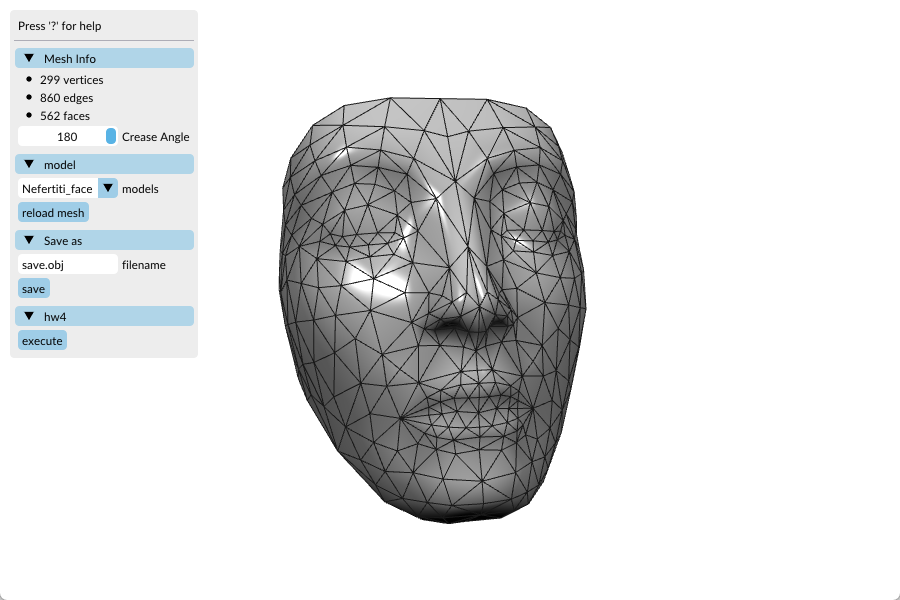 Press '?' for help
Mesh Info
299 vertices
860 edges
562 faces
180 Crease Angle
model
Nefertiti_face models
reload mesh
Save as
save.obj filename
save
hw4
execute